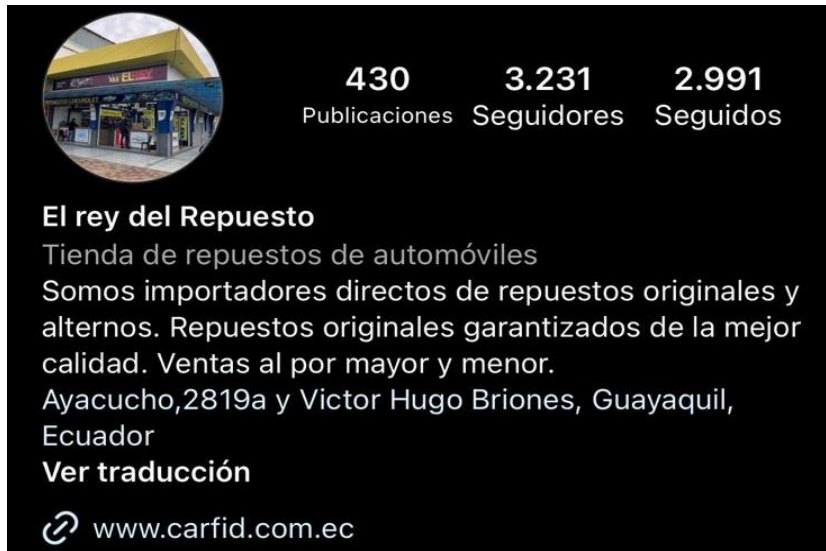 EL REY
430 3.231 2.991
Publicaciones Seguidores Seguidos
El rey del Repuesto
Tienda de repuestos de automóviles
Somos importadores directos de repuestos originales y
alternos. Repuestos originales garantizados de la mejor
calidad. Ventas al por mayor y menor.
Ayacucho,2819a y Victor Hugo Briones, Guayaquil,
Ecuador
Ver traducción
www.carfid.com.ec